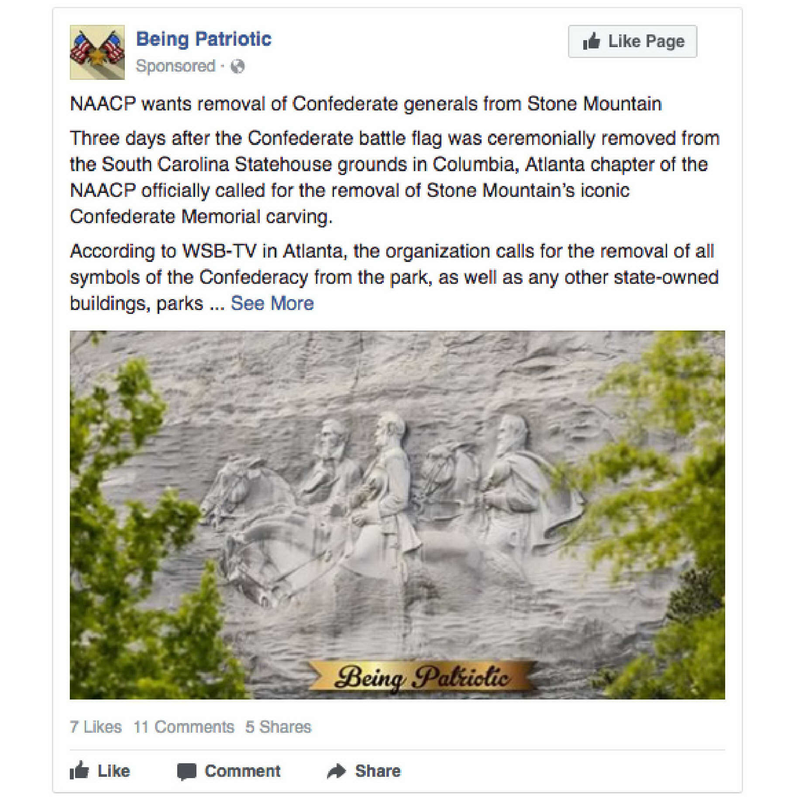 Being Patriotic
Like Page
Sponsored ·
NAACP wants removal of Confederate generals from Stone Mountain
Three days after the Confederate battle flag was ceremonially removed from
the South Carolina Statehouse grounds in Columbia, Atlanta chapter of the
NAACP officially called for the removal of Stone Mountain’s iconic
Confederate Memorial carving.
According to WSB-TV in Atlanta, the organization calls for the removal of all
symbols of the Confederacy from the park, as well as any other state-owned
buildings, parks ... See More
Being Patriotic
7 Likes 11 Comments 5 Shares
Like Comment Share